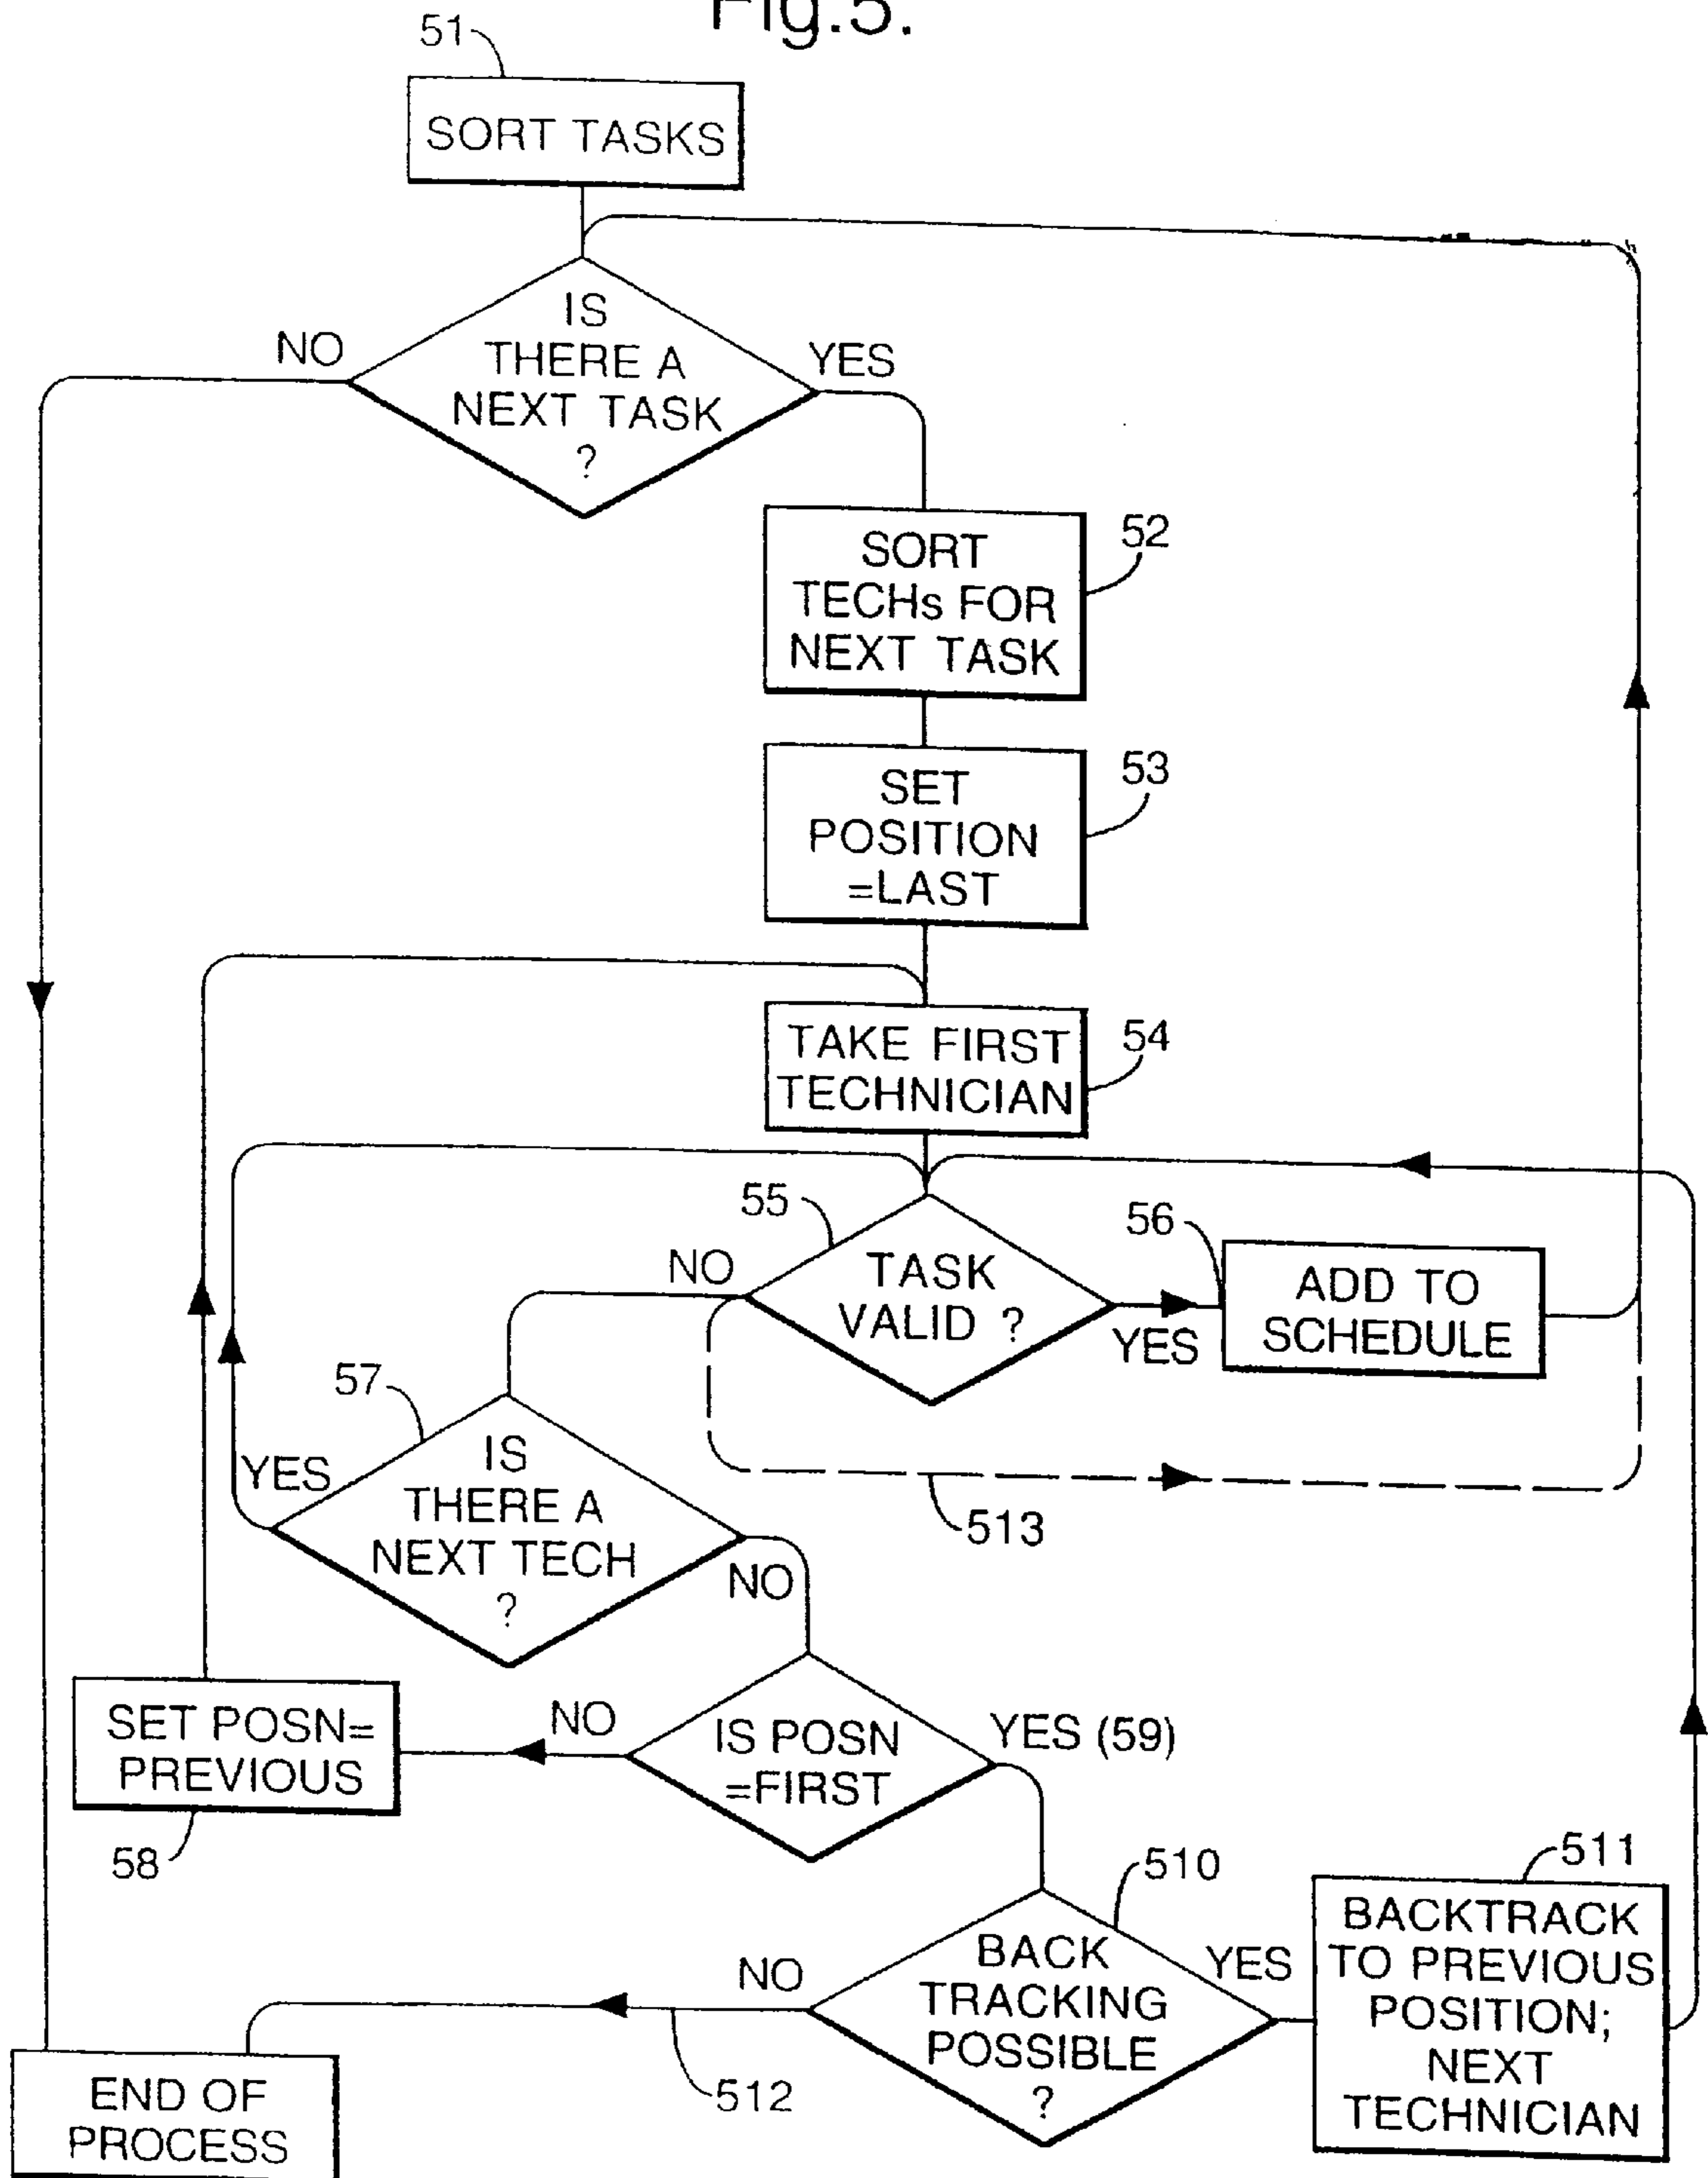 Fig.5.
51
SORT TASKS
IS
THERE A
NEXT TASK
?
NO
YES
SORT
TECHs FOR
NEXT TASK
52
SET
POSITION
=LAST
53
TAKE FIRST
TECHNICIAN
54
55
TASK
VALID ?
NO
YES
56
ADD TO
SCHEDULE
57
IS
THERE A
NEXT TECH
?
YES
NO
513
SET POSN=
PREVIOUS
58
NO
IS POSN
=FIRST
YES (59)
510
BACK
TRACKING
POSSIBLE
?
NO
YES
511
BACKTRACK
TO PREVIOUS
POSITION;
NEXT
TECHNICIAN
512
END OF
PROCESS